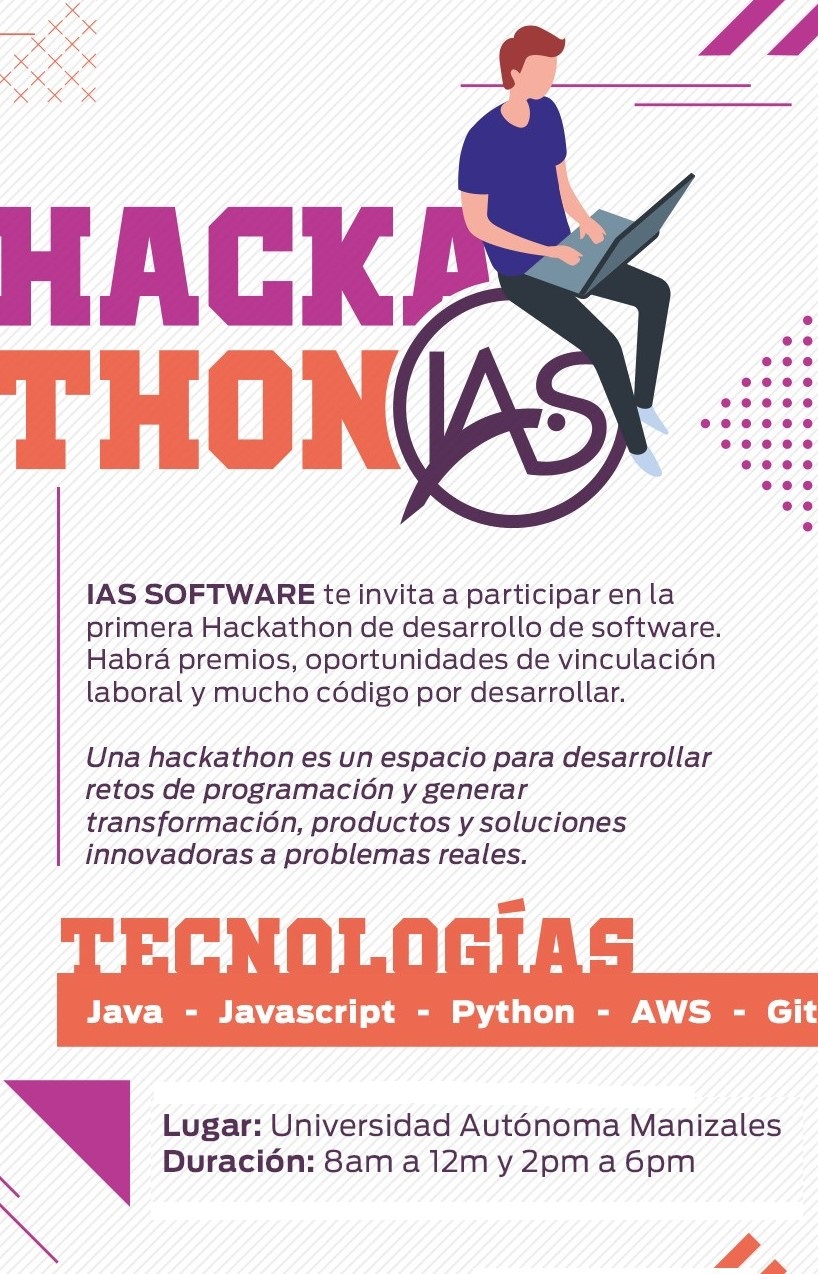 HACKA
THON
IAS
IAS SOFTWARE te invita a participar en la
primera Hackathon de desarrollo de software.
Habrá premios, oportunidades de vinculación
laboral y mucho código por desarrollar.
Una hackathon es un espacio para desarrollar
retos de programación y generar
transformación, productos y soluciones
innovadoras a problemas reales.
TECNOLOGÍAS
Java - Javascript - Python - AWS - Git
Lugar: Universidad Autónoma Manizales
Duración: 8am a 12m y 2pm a 6pm